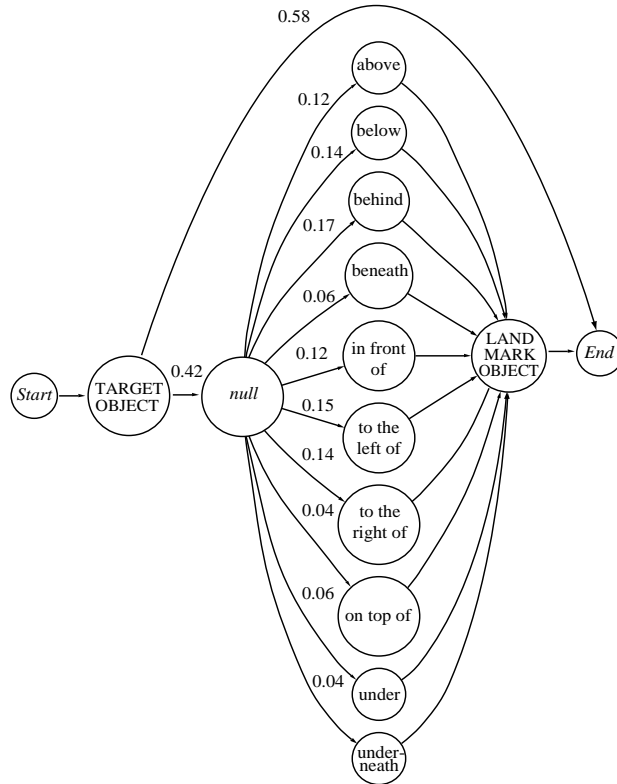 0.58
above
0.12
below
0.14
behind
0.17
beneath
0.06
LAND
MARK
OBJECT
in front
of
0.12
End
0.42
Start
TARGET
OBJECT
null
0.15
to the
left of
0.14
to the
right of
0.04
on top of
0.06
under
0.04
under-
neath